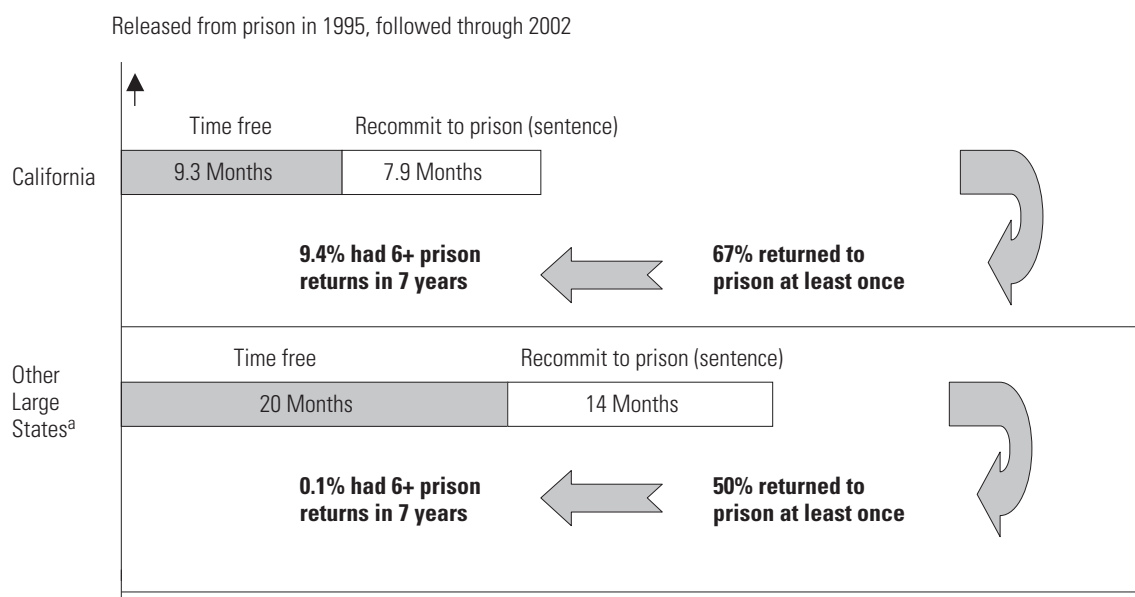 Released from prison in 1995, followed through 2002
Time free
Recommit to prison (sentence)
California
9.3 Months
7.9 Months
9.4% had 6+ prison
returns in 7 years
67% returned to
prison at least once
Time free
Recommit to prison (sentence)
Other
Large
Statesᵃ
20 Months
14 Months
0.1% had 6+ prison
returns in 7 years
50% returned to
prison at least once